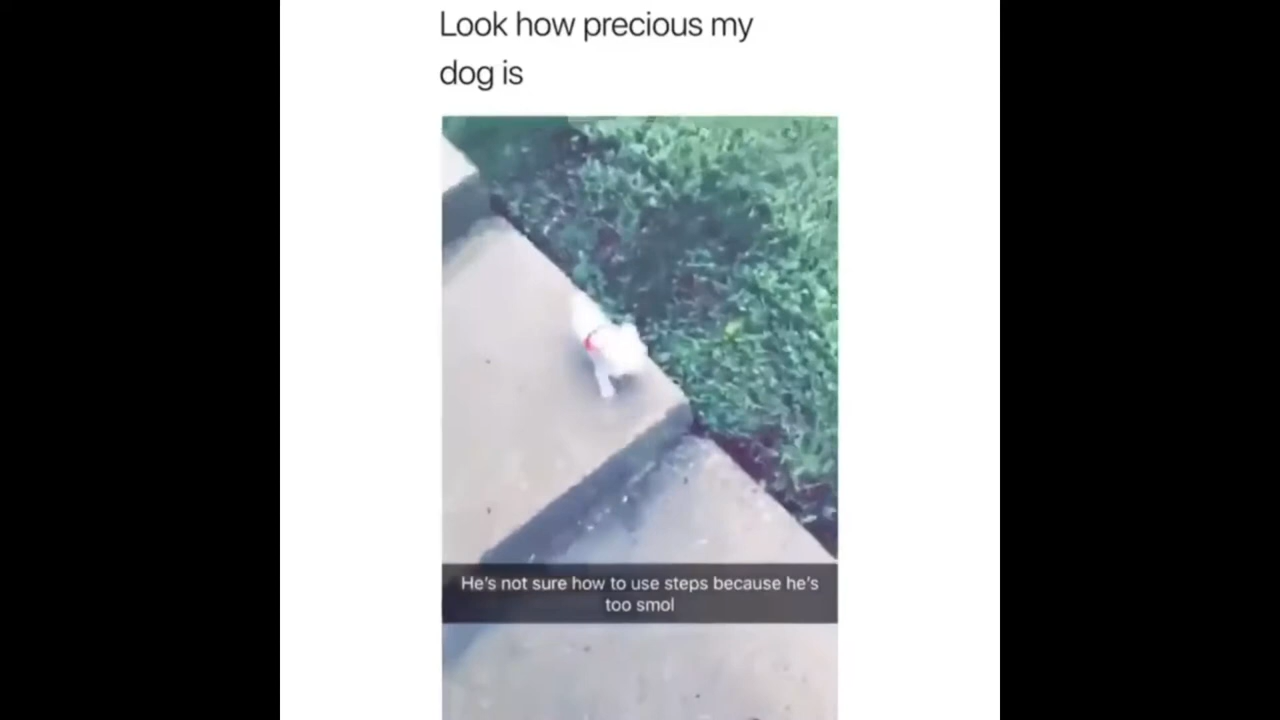 Look how precious my
dog is
He's not sure how to use steps because he's
too smol